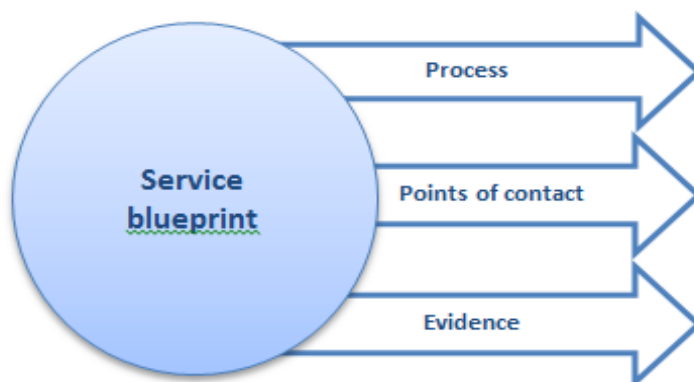 Process
Service
blueprint
Points of contact
Evidence